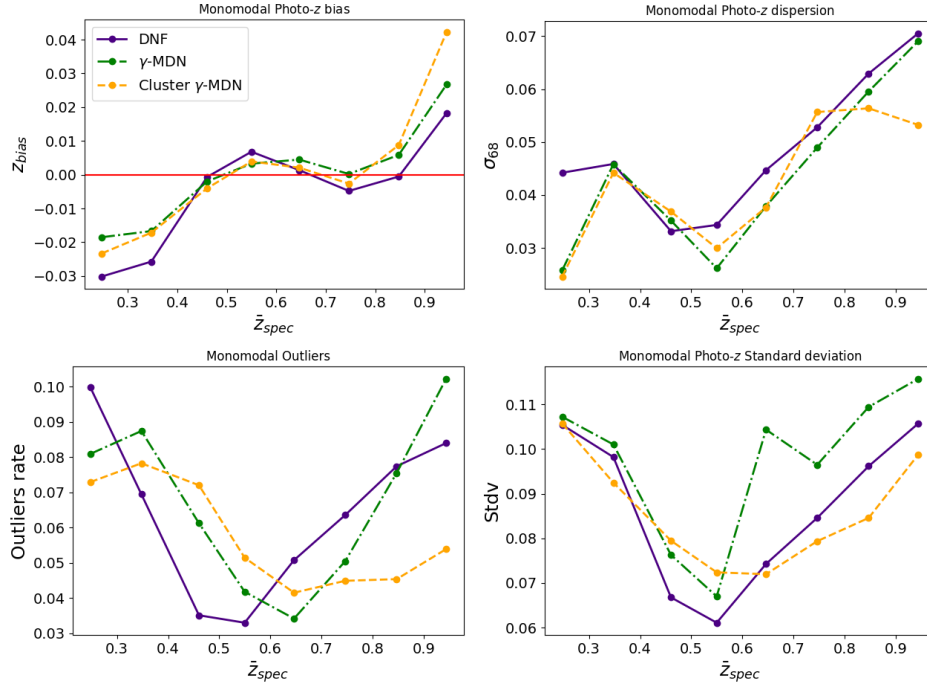 Monomodal Photo-z bias
0.04
0.03
0.02
0.01
0.00
−0.01
−0.02
−0.03
z_bias
DNF
γ-MDN
Cluster γ-MDN
0.3 0.4 0.5 0.6 0.7 0.8 0.9
z̄_spec
Monomodal Photo-z dispersion
0.07
0.06
0.05
0.04
0.03
σ_68
0.3 0.4 0.5 0.6 0.7 0.8 0.9
z̄_spec
Monomodal Outliers
0.10
0.09
0.08
0.07
0.06
0.05
0.04
0.03
Outliers rate
0.3 0.4 0.5 0.6 0.7 0.8 0.9
z̄_spec
Monomodal Photo-z Standard deviation
0.11
0.10
0.09
0.08
0.07
0.06
Stdv
0.3 0.4 0.5 0.6 0.7 0.8 0.9
z̄_spec